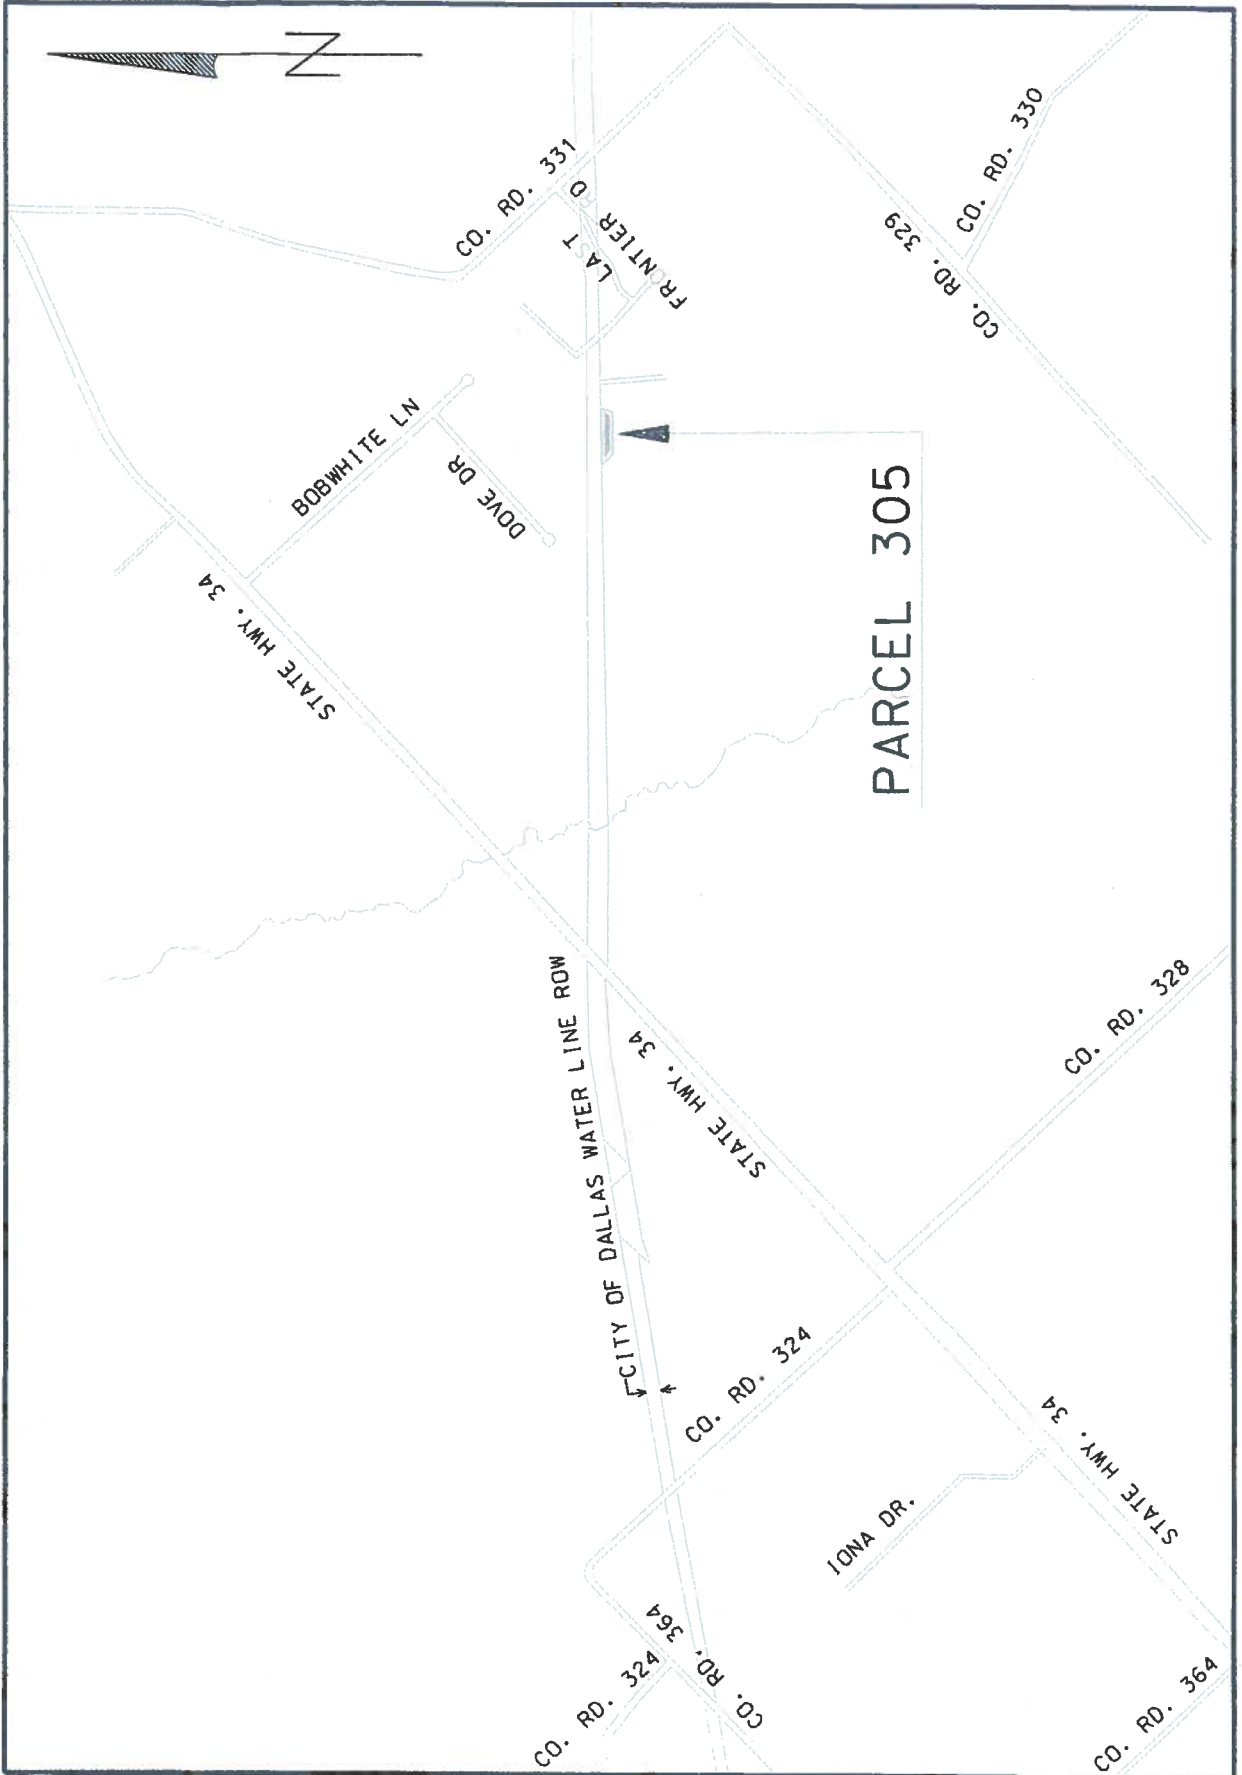 N
CO. RD. 331
LAST
FRONTIER RD
CO. RD. 330
CO. RD. 329
BOBWHITE LN
DOVE DR
STATE HWY. 34
PARCEL 305
CITY OF DALLAS WATER LINE ROW
STATE HWY. 34
CO. RD. 328
CO. RD. 324
STATE HWY. 34
IONA DR.
CO. RD. 364
CO. RD. 324
CO. RD. 364